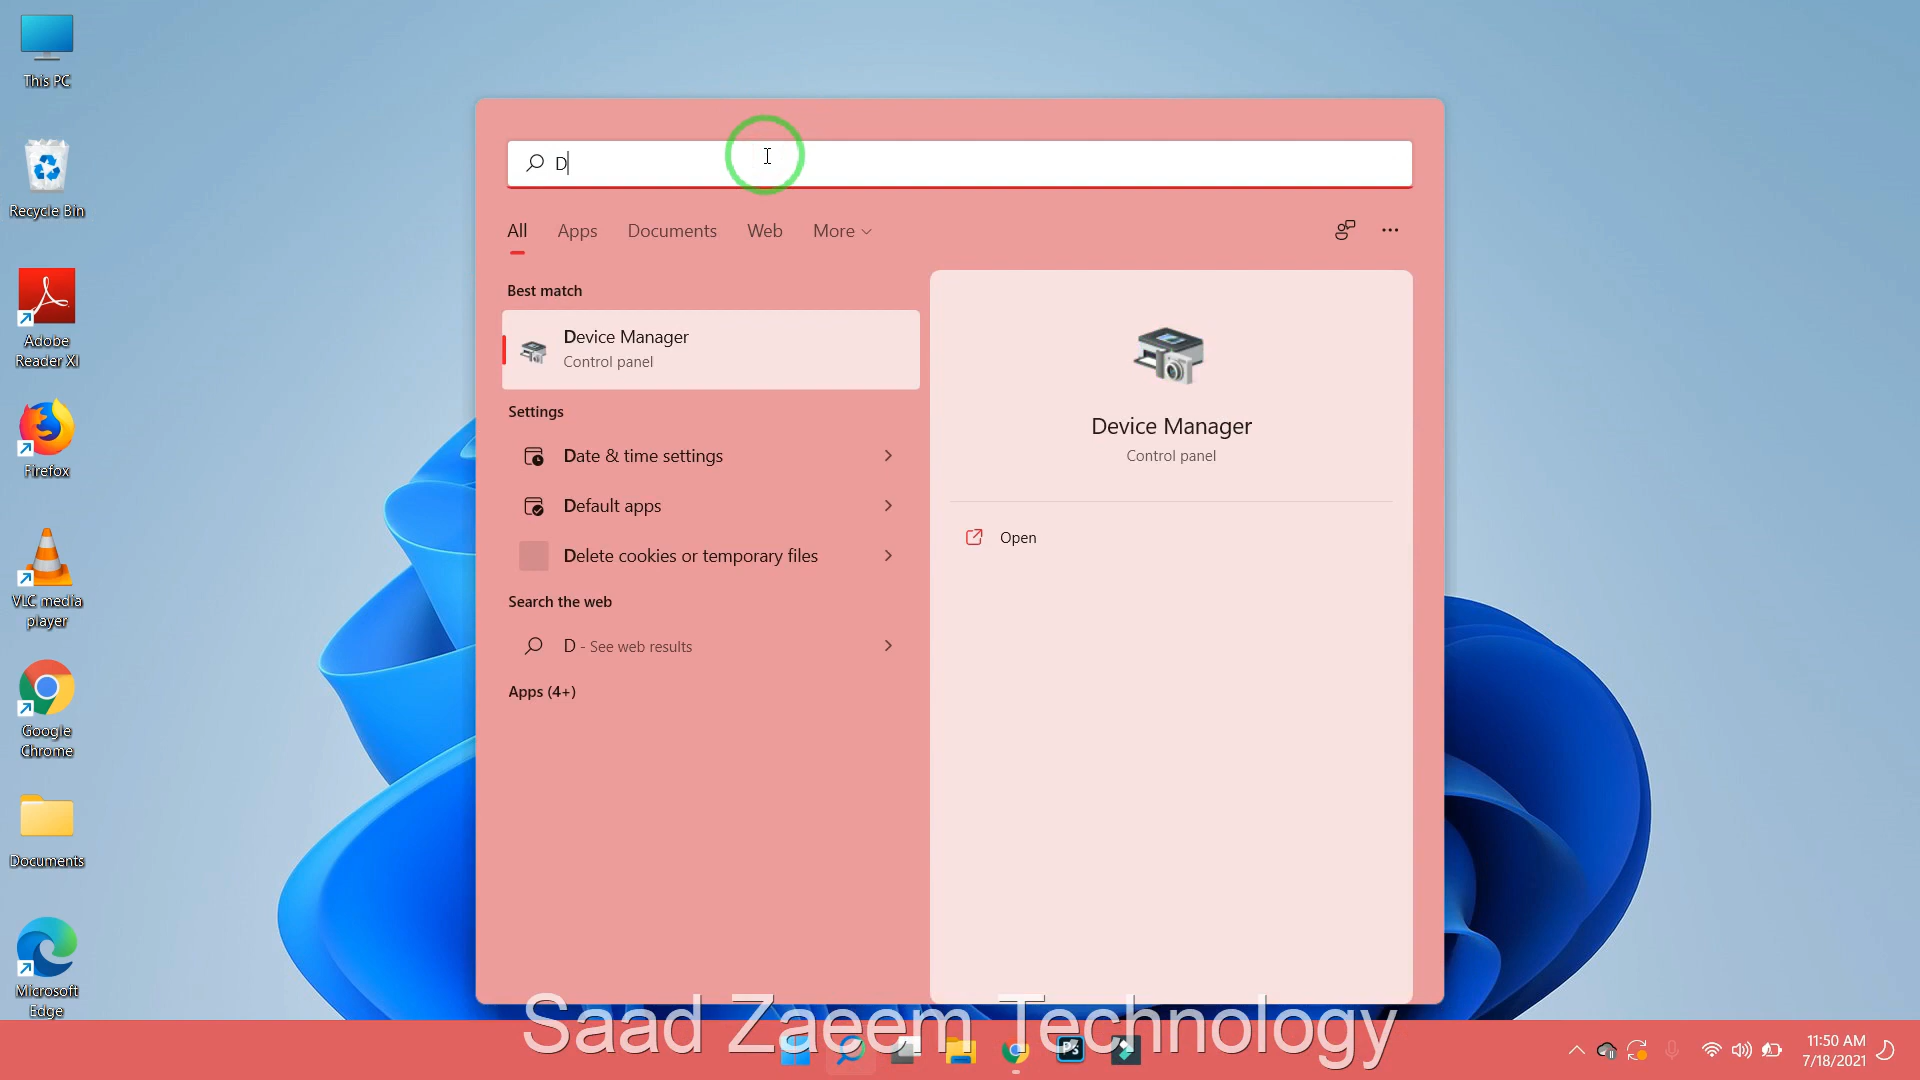 This PC
Recycle Bin
Adobe
Reader XI
Firefox
VLC media
player
Google
Chrome
Documents
Microsoft
Edge
D
All
Apps
Documents
Web
More
Best match
Device Manager
Control panel
Settings
Date & time settings
Default apps
Delete cookies or temporary files
Search the web
D - See web results
Apps (4+)
Device Manager
Control panel
Open
Saad Zaeem Technology
Ps
11:50 AM
7/18/2021